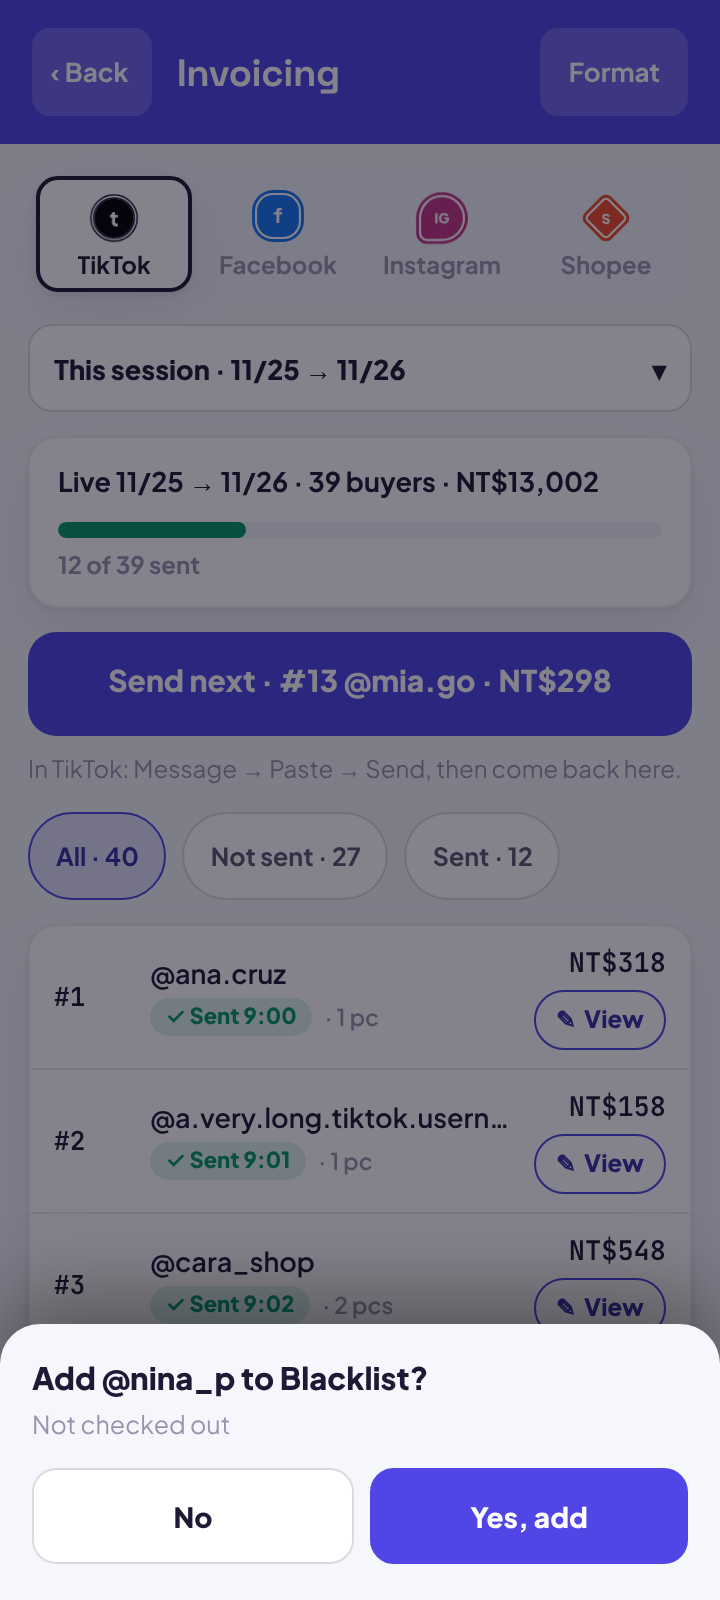 ‹ Back
Invoicing
Format
t
f
IG
S
TikTok
Facebook
Instagram
Shopee
This session · 11/25 → 11/26 ▼
Live 11/25 → 11/26 · 39 buyers · NT$13,002
12 of 39 sent
Send next · #13 @mia.go · NT$298
In TikTok: Message → Paste → Send, then come back here.
All · 40
Not sent · 27
Sent · 12
#1
@ana.cruz
✓ Sent 9:00 · 1 pc
NT$318
✎ View
#2
@a.very.long.tiktok.usern…
✓ Sent 9:01 · 1 pc
NT$158
✎ View
#3
@cara_shop
✓ Sent 9:02 · 2 pcs
NT$548
✎ View
Add @nina_p to Blacklist?
Not checked out
No
Yes, add